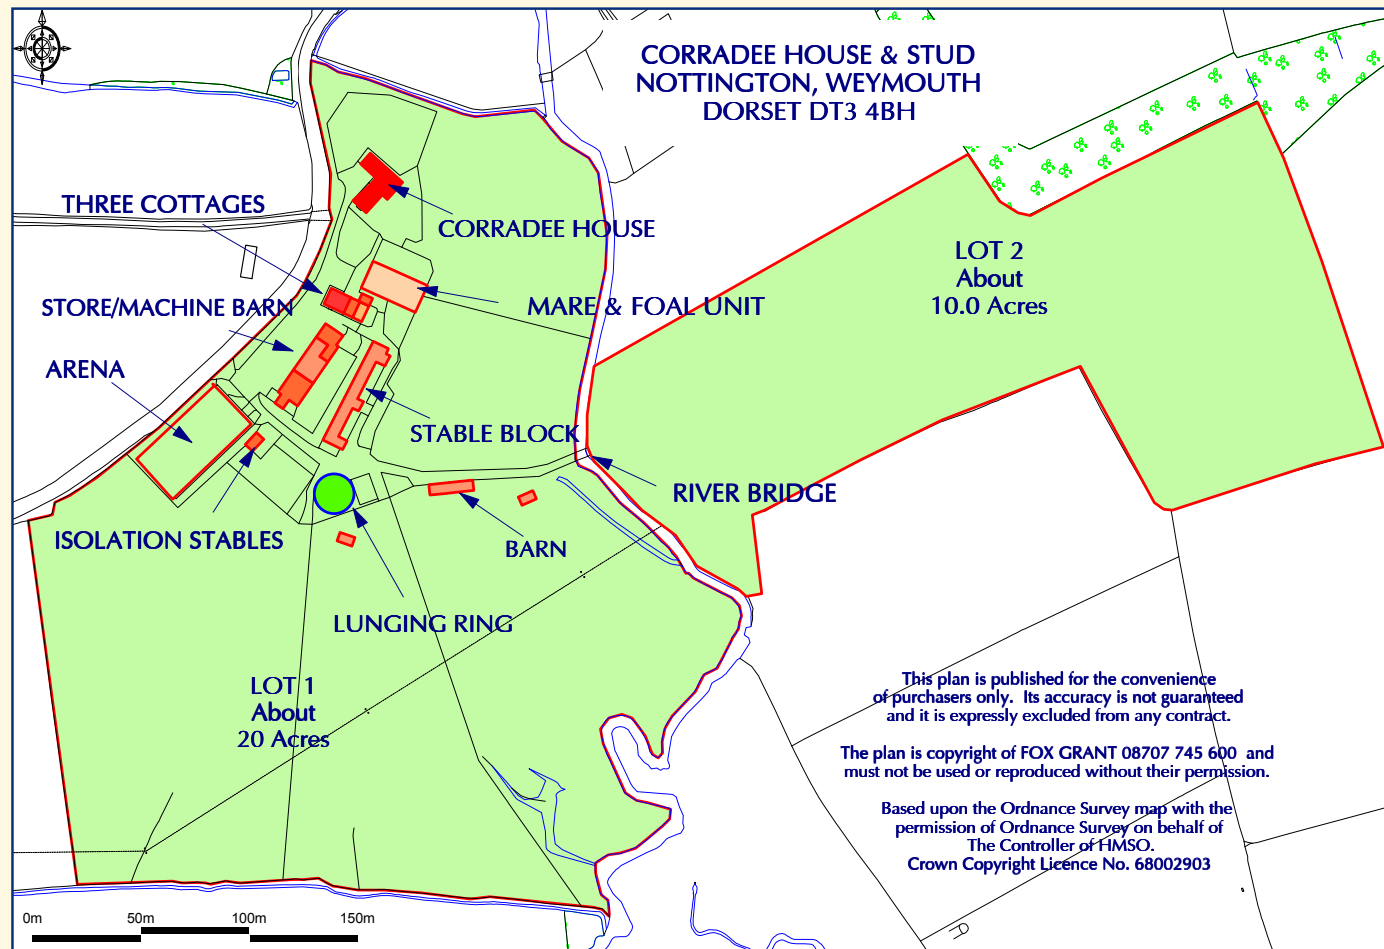 CORRADEE HOUSE & STUD
NOTTINGTON, WEYMOUTH
DORSET DT3 4BH
THREE COTTAGES
CORRADEE HOUSE
LOT 2
About
10.0 Acres
STORE/MACHINE BARN
MARE & FOAL UNIT
ARENA
STABLE BLOCK
RIVER BRIDGE
ISOLATION STABLES
BARN
LUNGING RING
LOT 1
About
20 Acres
This plan is published for the convenience
of purchasers only. Its accuracy is not guaranteed
and it is expressly excluded from any contract.
The plan is copyright of FOX GRANT 08707 745 600 and
must not be used or reproduced without their permission.
Based upon the Ordnance Survey map with the
permission of Ordnance Survey on behalf of
The Controller of HMSO.
Crown Copyright Licence No. 68002903
0m 50m 100m 150m